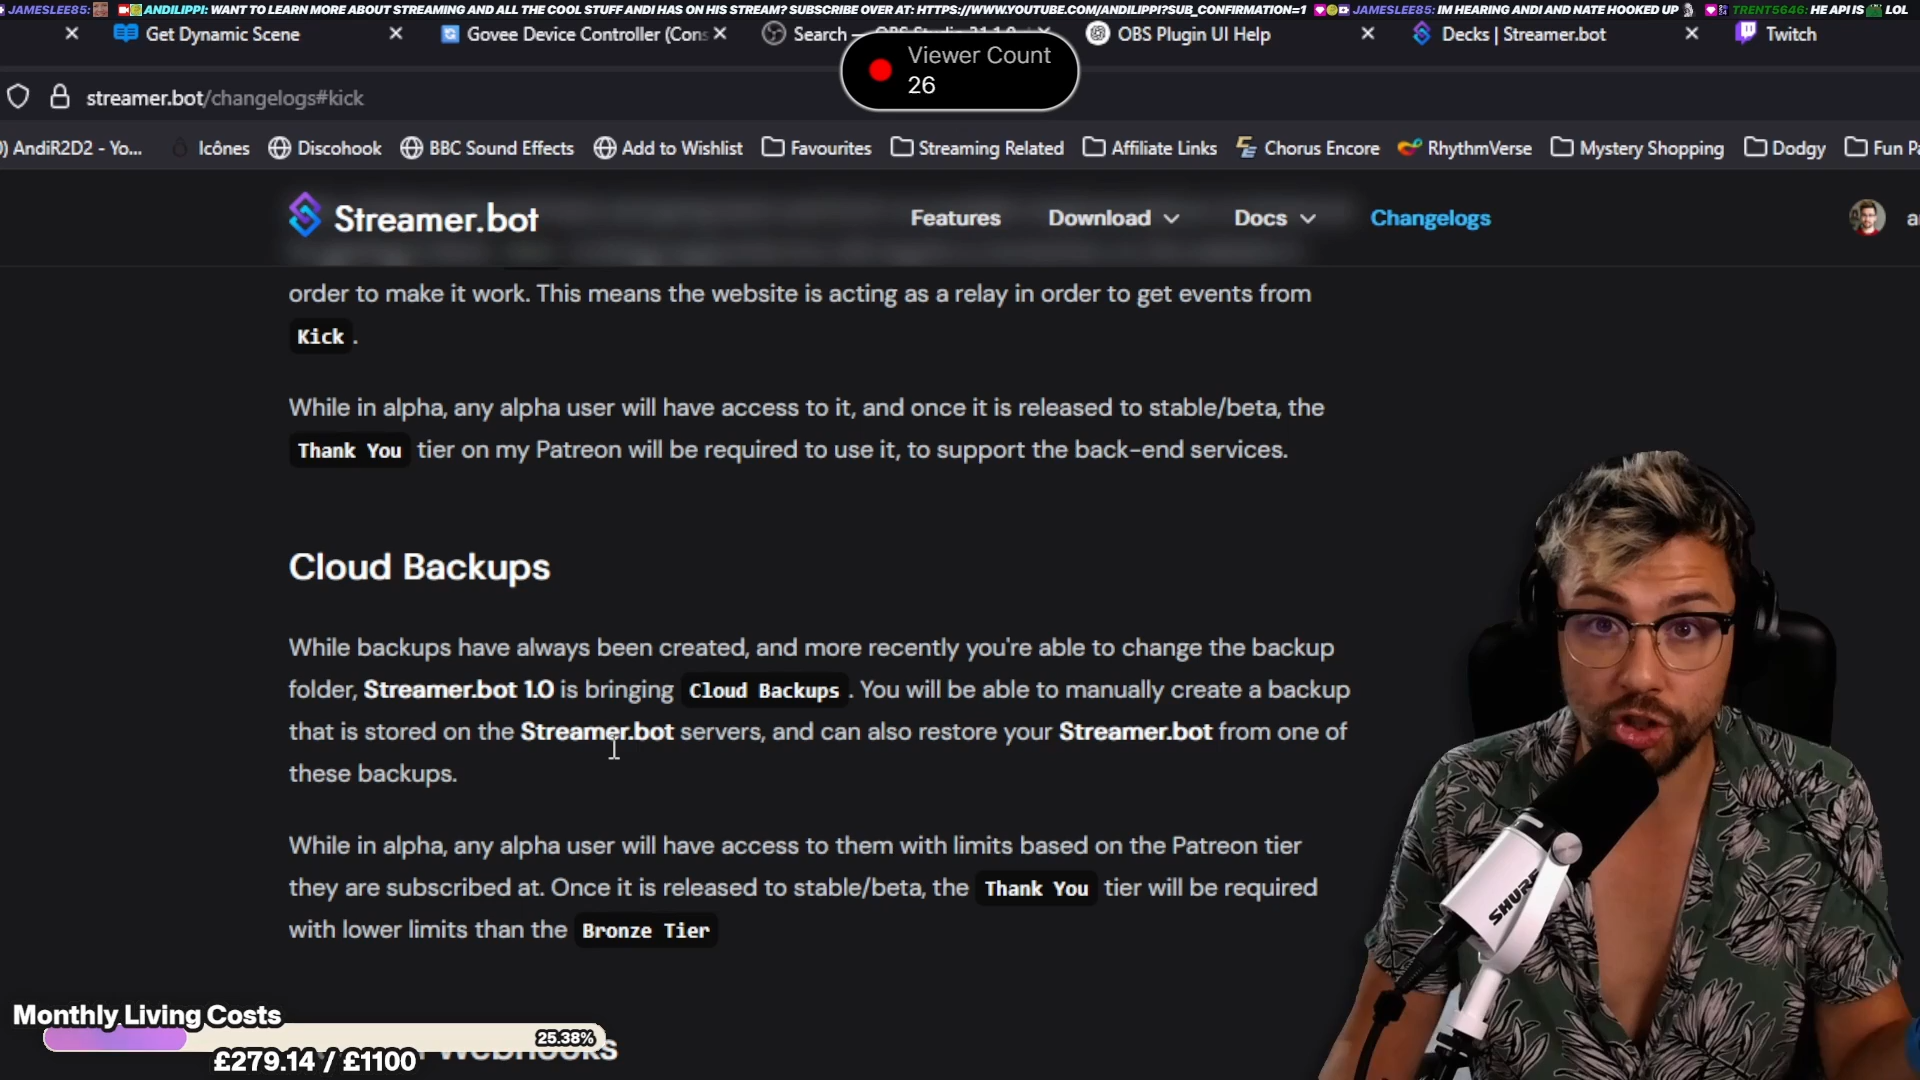 JAMESLEE85: ANDILIPPI: WANT TO LEARN MORE ABOUT STREAMING AND ALL THE COOL STUFF ANDI HAS ON HIS STREAM? SUBSCRIBE OVER AT: HTTPS://WWW.YOUTUBE.COM/ANDILIPPI?SUB_CONFIRMATION=1 JAMESLEE85: IM HEARING ANDI AND NATE HOOKED UP TRENT5646: HE API IS LOL
Get Dynamic Scene Govee Device Controller (Cons Search — OBS Studio 31.1.0 OBS Plugin UI Help Decks | Streamer.bot Twitch
Viewer Count
26
streamer.bot/changelogs#kick
) AndiR2D2 - Yo... Icônes Discohook BBC Sound Effects Add to Wishlist Favourites Streaming Related Affiliate Links Chorus Encore RhythmVerse Mystery Shopping Dodgy Fun Pa
Streamer.bot Features Download Docs Changelogs
order to make it work. This means the website is acting as a relay in order to get events from
Kick .
While in alpha, any alpha user will have access to it, and once it is released to stable/beta, the
Thank You tier on my Patreon will be required to use it, to support the back-end services.
Cloud Backups
While backups have always been created, and more recently you're able to change the backup
folder, Streamer.bot 1.0 is bringing Cloud Backups . You will be able to manually create a backup
that is stored on the Streamer.bot servers, and can also restore your Streamer.bot from one of
these backups.
While in alpha, any alpha user will have access to them with limits based on the Patreon tier
they are subscribed at. Once it is released to stable/beta, the Thank You tier will be required
with lower limits than the Bronze Tier
Monthly Living Costs
25.38%
£279.14 / £1100
Webhooks
SHURE